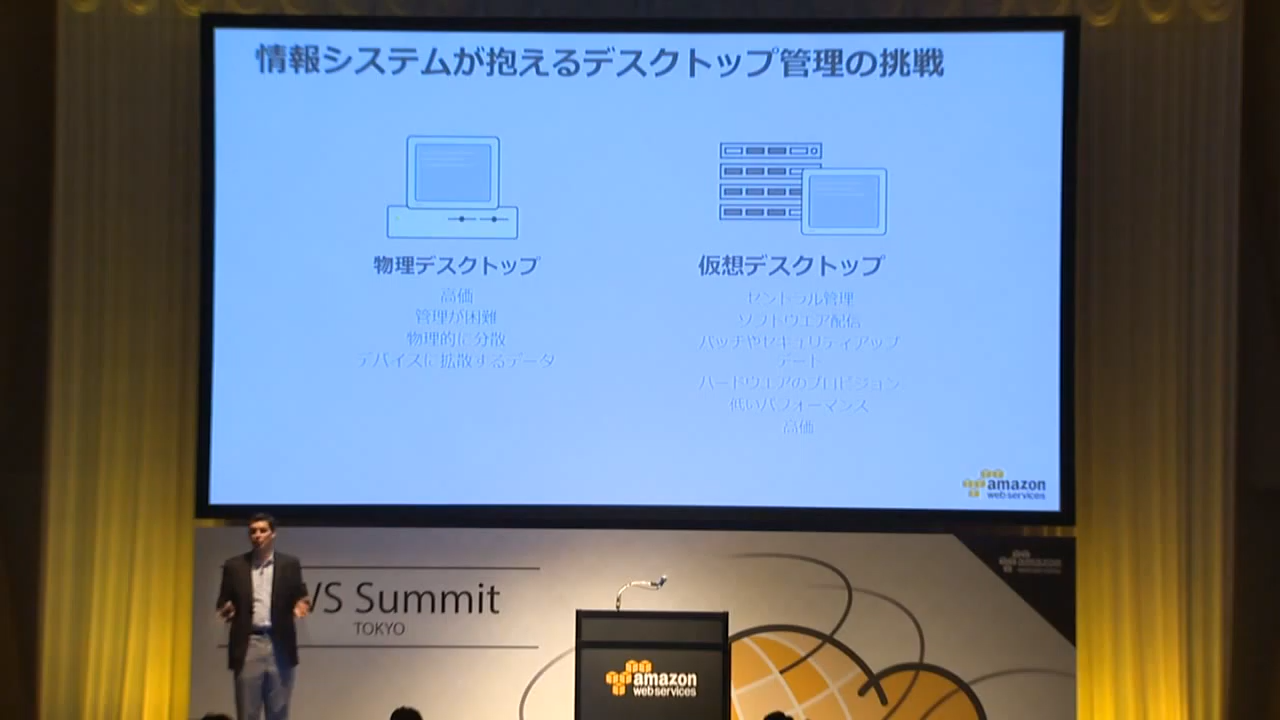 情報システムが抱えるデスクトップ管理の挑戦
物理デスクトップ
高価
管理が困難
物理的に分散
デバイスに拡散するデータ
仮想デスクトップ
セントラル管理
ソフトウエア配信
パッチやセキュリティアップ
デート
ハードウエアのプロビジョン
低いパフォーマンス
高価
amazon
web services
VS Summit
TOKYO
amazon
web services
amazon